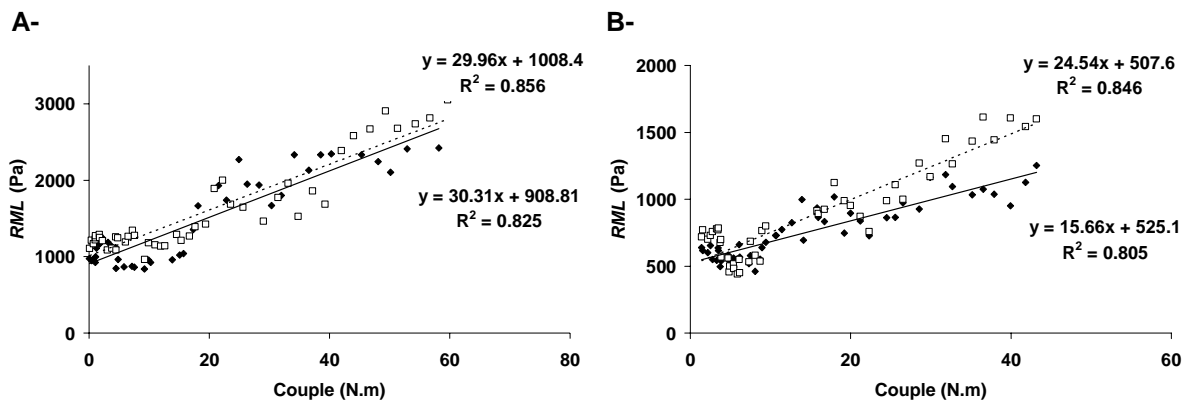 A-
y = 29.96x + 1008.4
R² = 0.856
3000
2000
1000
0
RML (Pa)
y = 30.31x + 908.81
R² = 0.825
0 20 40 60 80
Couple (N.m)
B-
y = 24.54x + 507.6
R² = 0.846
2000
1500
1000
500
0
RML (Pa)
y = 15.66x + 525.1
R² = 0.805
0 20 40 60
Couple (N.m)